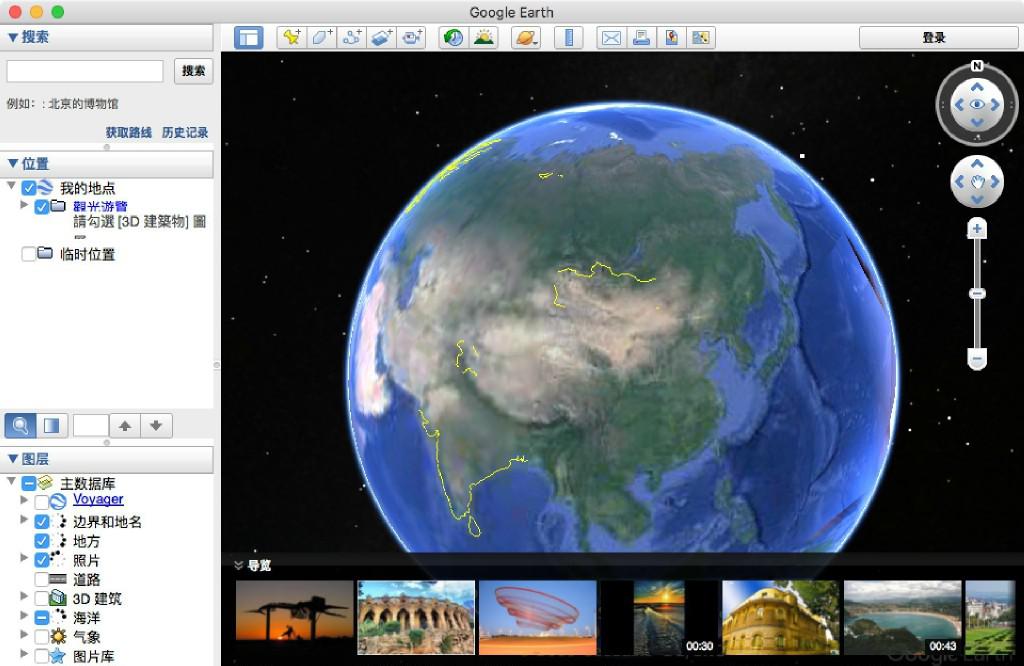 Google Earth
搜索
搜索
例如：: 北京的博物馆
获取路线 历史记录
位置
我的地点
觀光游覽
請勾選 [3D 建築物] 圖
临时位置
图层
主数据库
Voyager
边界和地名
地方
照片
道路
3D 建筑
海洋
气象
图片库
登录
N
导览
00:30
00:43
Google Earth